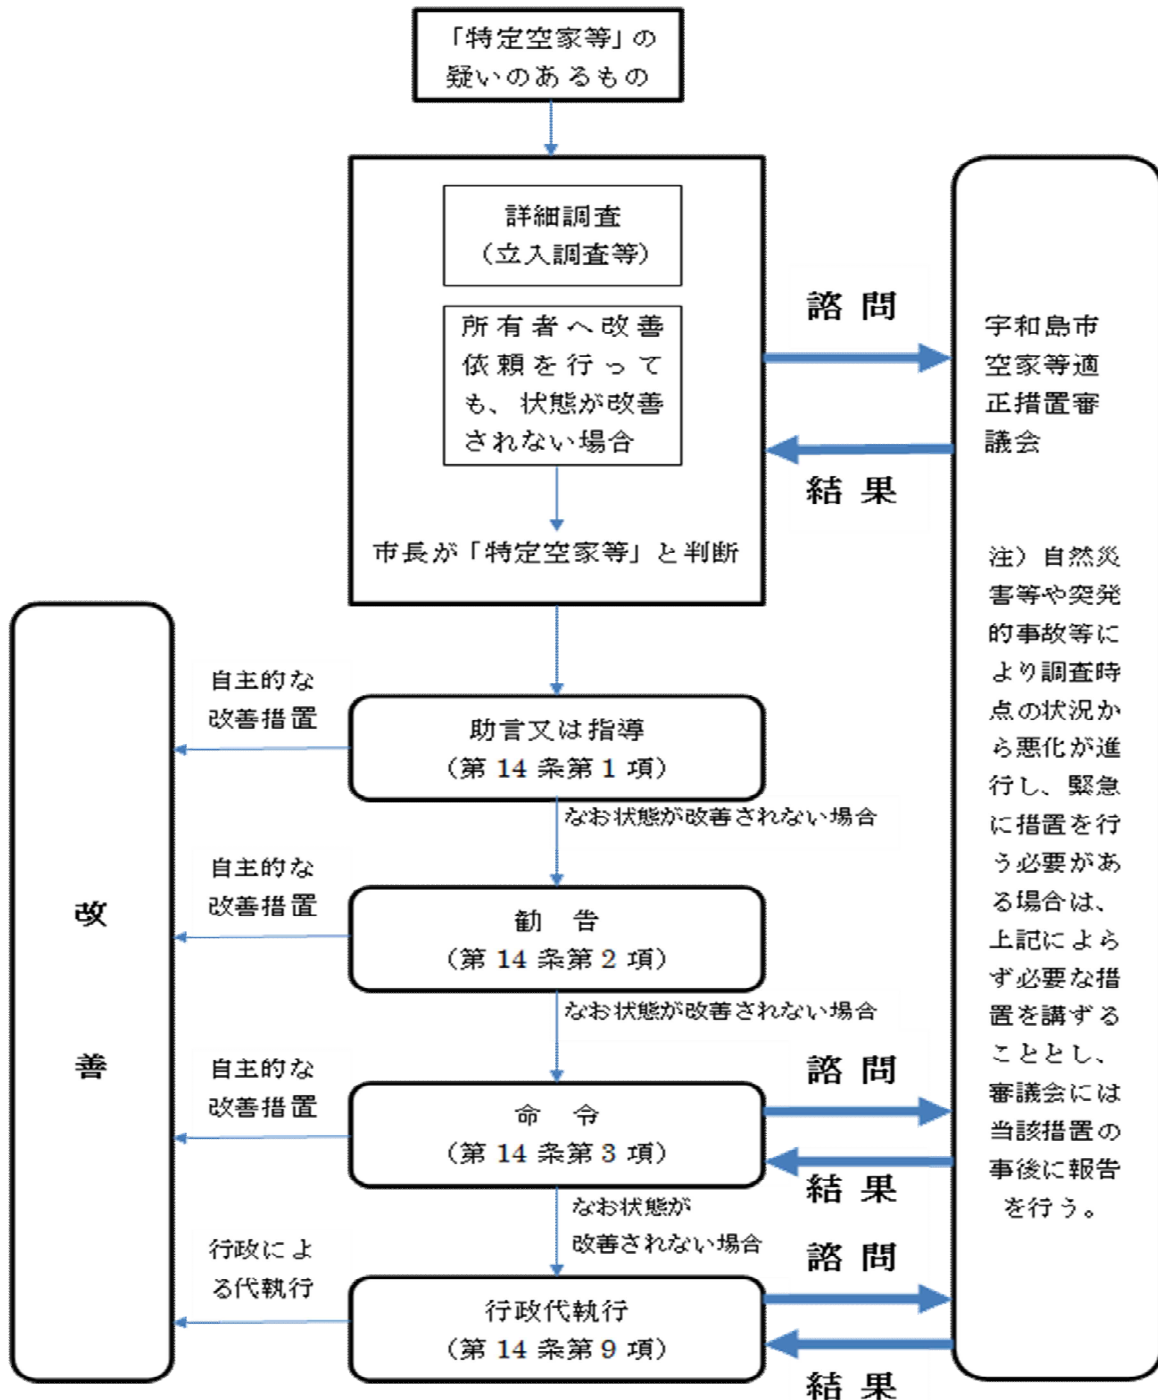 「特定空家等」の
疑いのあるもの
詳細調査
（立入調査等）
所有者へ改善
依頼を行って
も、状態が改善
されない場合
市長が「特定空家等」と判断
諮 問
結 果
宇和島市
空家等適
正措置審
議会
注）自然災
害等や突発
的事故等に
より調査時
点の状況か
ら悪化が進
行し、緊急
に措置を行
う必要があ
る場合は、
上記によら
ず必要な措
置を講ずる
こととし、
審議会には
当該措置の
事後に報告
を行う。
自主的な
改善措置
助言又は指導
（第 14 条第 1 項）
なお状態が改善されない場合
自主的な
改善措置
勧 告
（第 14 条第 2 項）
なお状態が改善されない場合
自主的な
改善措置
命 令
（第 14 条第 3 項）
諮 問
結 果
なお状態が
改善されない場合
行政によ
る代執行
行政代執行
（第 14 条第 9 項）
諮 問
結 果
改
善